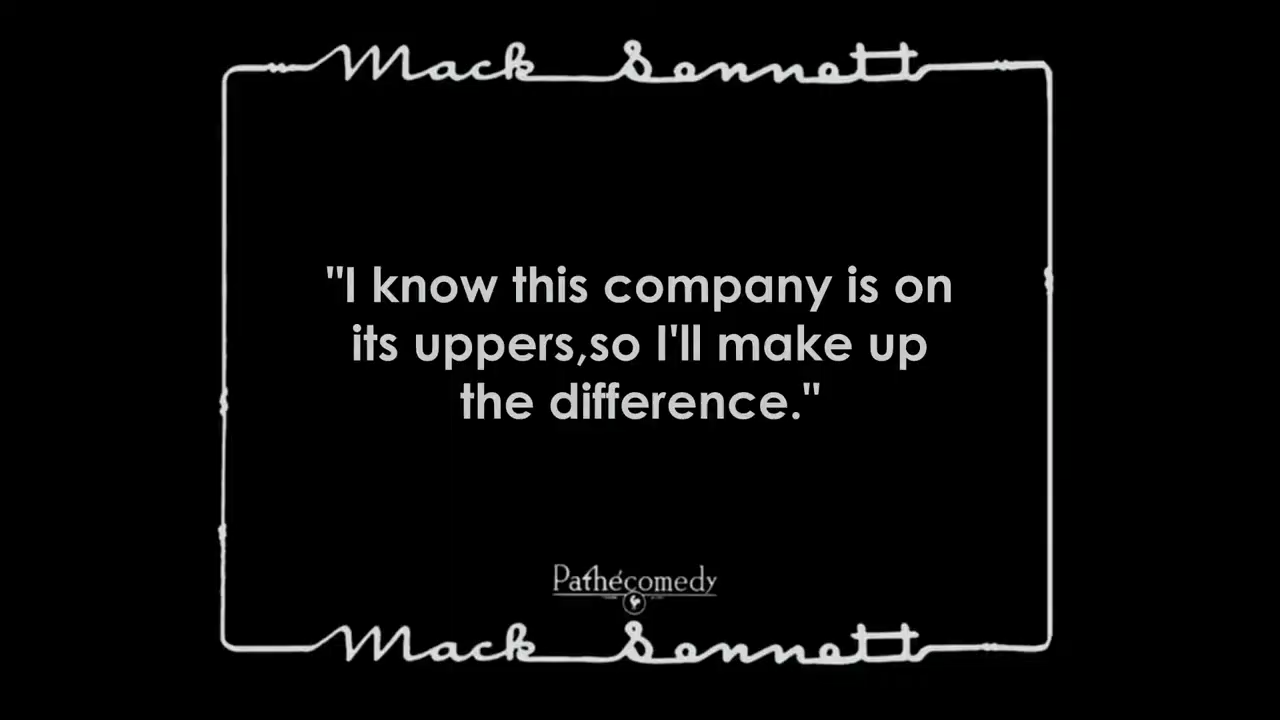 Mack Sennett
"I know this company is on
its uppers,so I'll make up
the difference."
Pathécomedy
Mack Sennett